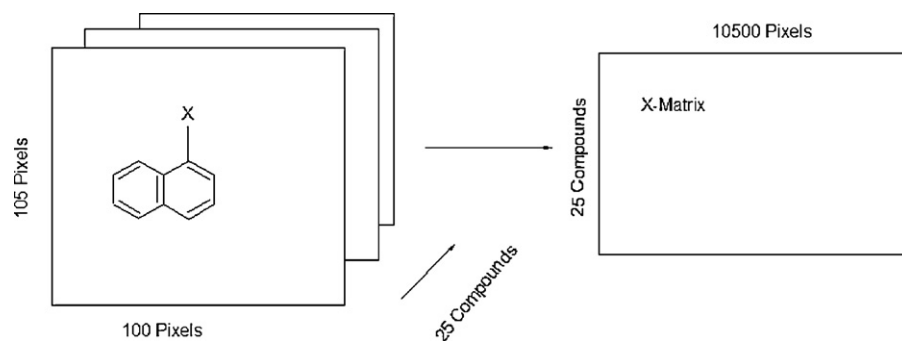 10500 Pixels
X
X-Matrix
105 Pixels
25 Compounds
25 Compounds
100 Pixels